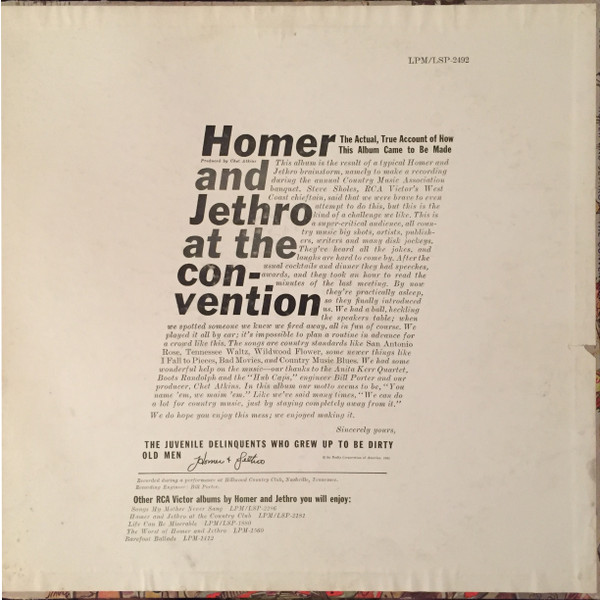 LPM/LSP-2492
Homer
and
Jethro
at the
con-
vention
The Actual, True Account of How
This Album Came to Be Made
Produced by Chet Atkins
This album is the result of a typical Homer and
Jethro brainstorm, namely to make a recording
during the annual Country Music Association
banquet. Steve Sholes, RCA Victor's West
Coast chieftain, said that we were brave to even
attempt to do this, but this is the
kind of a challenge we like. This is
a super-critical audience, all coun-
try music big shots, artists, publish-
ers, writers and many disk jockeys.
They've heard all the jokes, and
laughs are hard to come by. After the
usual cocktails and dinner they had speeches,
awards, and they took an hour to read the
minutes of the last meeting. By now
they're practically asleep,
so they finally introduced
us. We had a ball, heckling
the speakers table; when
we spotted someone we knew we fired away, all in fun of course. We
played it all by ear; it's impossible to plan a routine in advance for
a crowd like this. The songs are country standards like San Antonio
Rose, Tennessee Waltz, Wildwood Flower, some newer things like
I Fall to Pieces, Bad Movies, and Country Music Blues. We had some
wonderful help on the music—our thanks to the Anita Kerr Quartet,
Boots Randolph and the "Hub Caps," engineer Bill Porter and our
producer, Chet Atkins. In this album our motto seems to be, "You
name 'em, we maim 'em." Like we've said many times, "We can do
a lot for country music, just by staying completely away from it."
We do hope you enjoy this mess; we enjoyed making it.
Sincerely yours,
THE JUVENILE DELINQUENTS WHO GREW UP TO BE DIRTY
OLD MEN Homer & Jethro
© by Radio Corporation of America, 1962
Recorded during a performance at Hillwood Country Club, Nashville, Tennessee.
Recording Engineer: Bill Porter.
Other RCA Victor albums by Homer and Jethro you will enjoy:
Songs My Mother Never Sang LPM/LSP-2286
Homer and Jethro at the Country Club LPM/LSP-2181
Life Can Be Miserable LPM/LSP-1880
The Worst of Homer and Jethro LPM-1560
Barefoot Ballads LPM-1412